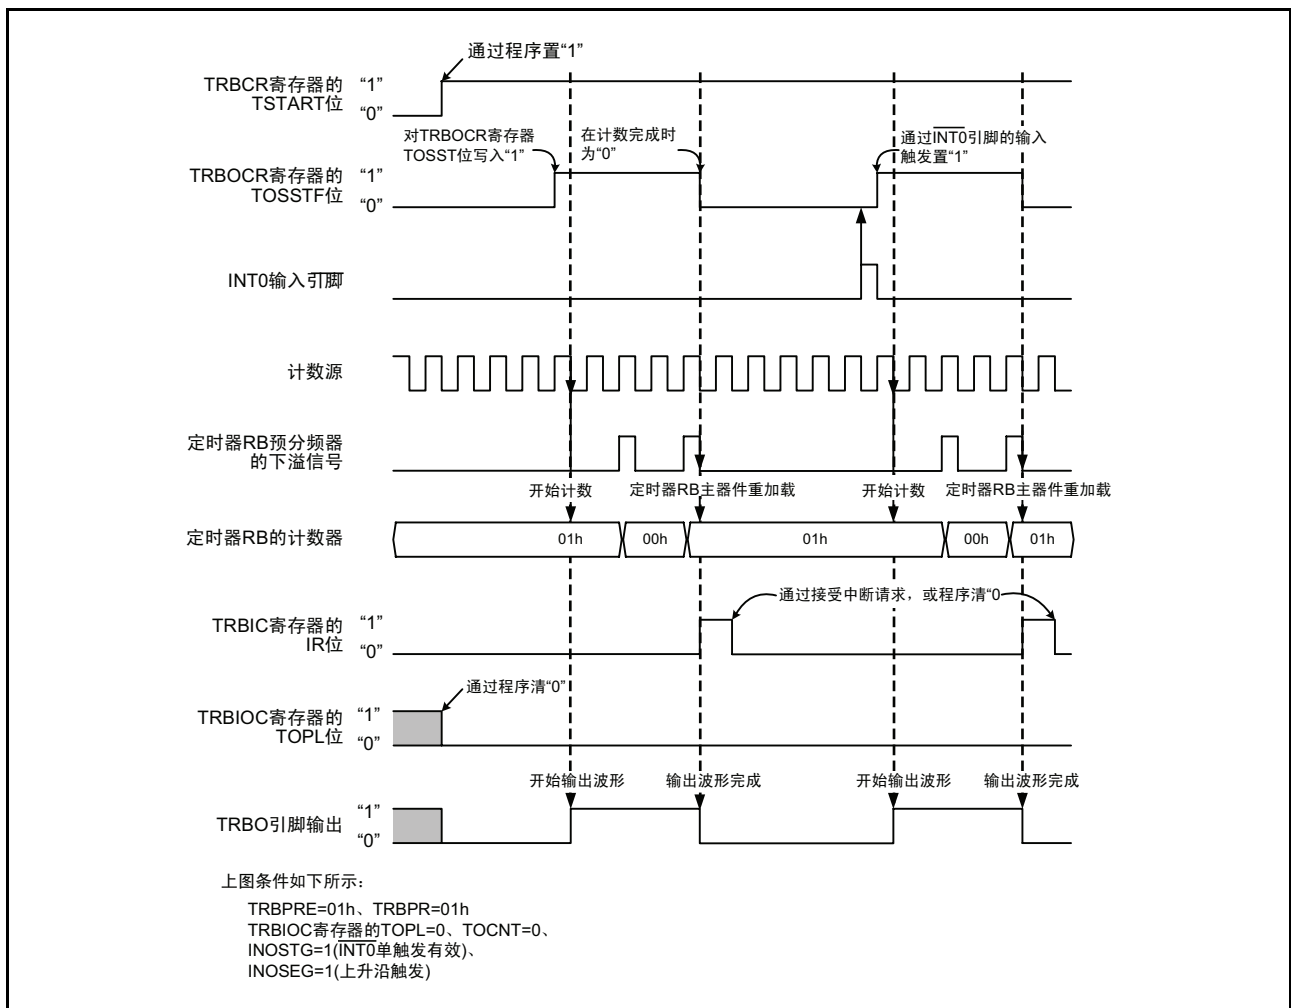 通过程序置“1”
TRBCR寄存器的
TSTART位
“1”
“0”
对TRBOCR寄存器
TOSST位写入“1”
在计数完成时
为“0”
通过INT0引脚的输入
触发置“1”
TRBOCR寄存器的
TOSSTF位
“1”
“0”
INT0输入引脚
计数源
定时器RB预分频器
的下溢信号
开始计数
定时器RB主器件重加载
开始计数
定时器RB主器件重加载
定时器RB的计数器
01h
00h
01h
00h
01h
通过接受中断请求，或程序清“0
TRBIC寄存器的
IR位
“1”
“0”
通过程序清“0”
TRBIOC寄存器的
TOPL位
“1”
“0”
开始输出波形
输出波形完成
开始输出波形
输出波形完成
TRBO引脚输出
“1”
“0”
上图条件如下所示：
TRBPRE=01h、TRBPR=01h
TRBIOC寄存器的TOPL=0、TOCNT=0、
INOSTG=1(INT0单触发有效)、
INOSEG=1(上升沿触发)